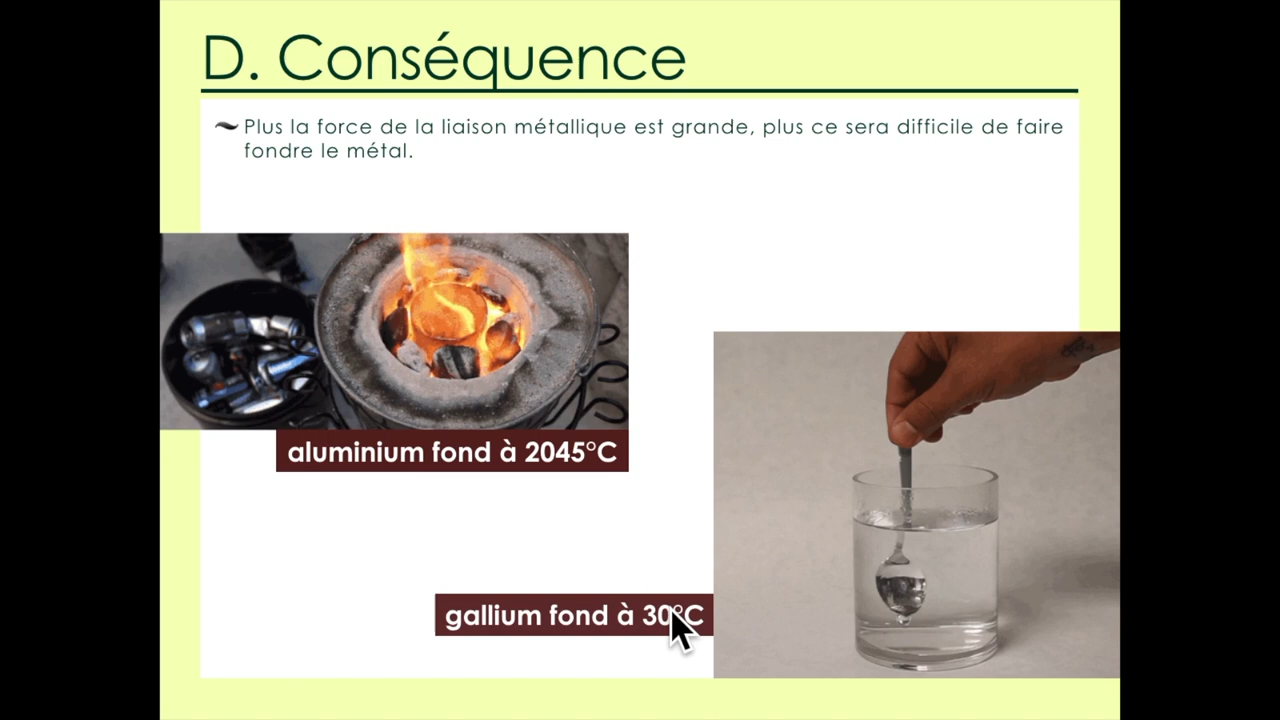 D. Conséquence
Plus la force de la liaison métallique est grande, plus ce sera difficile de faire
fondre le métal.
aluminium fond à 2045°C
gallium fond à 30°C